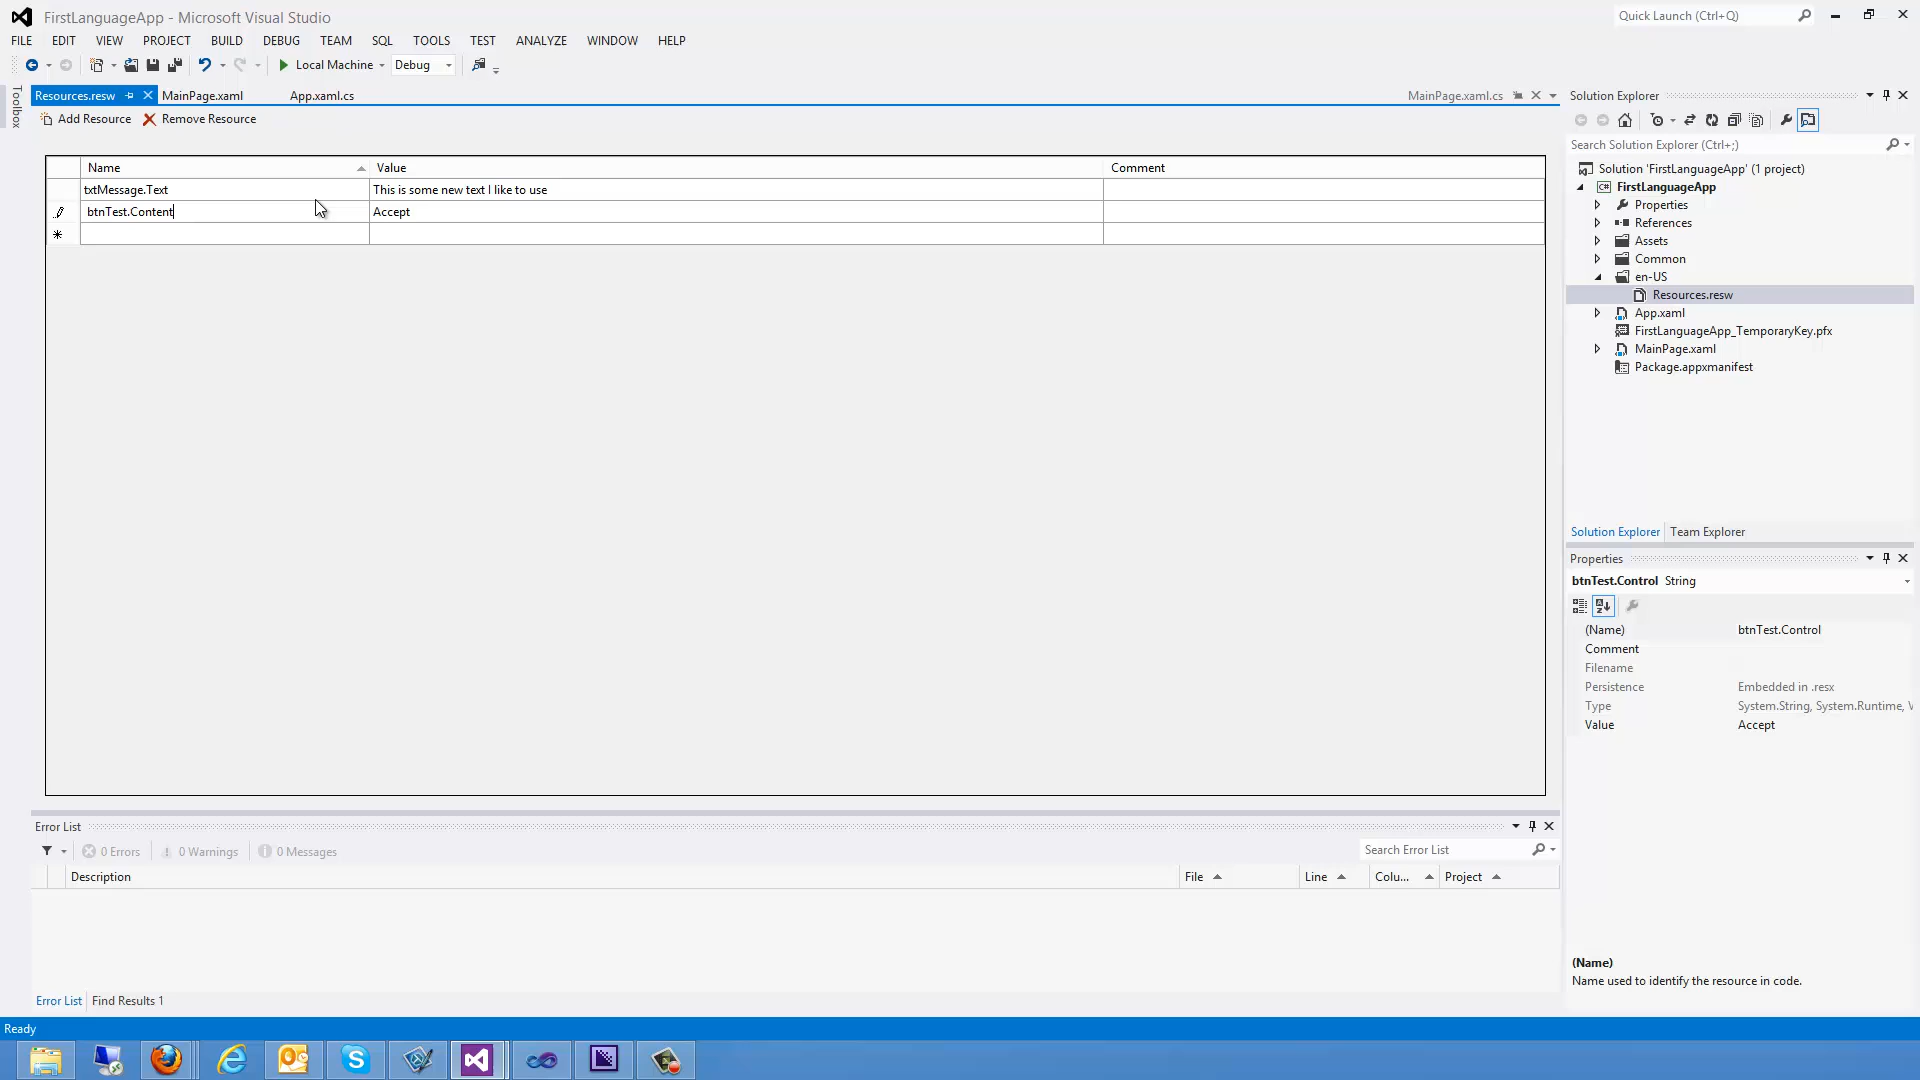 FirstLanguageApp - Microsoft Visual Studio
Quick Launch (Ctrl+Q)
FILE EDIT VIEW PROJECT BUILD DEBUG TEAM SQL TOOLS TEST ANALYZE WINDOW HELP
Local Machine Debug
Toolbox
Resources.resw MainPage.xaml App.xaml.cs MainPage.xaml.cs
Add Resource Remove Resource
Name Value Comment
txtMessage.Text This is some new text I like to use
btnTest.Content Accept
Solution Explorer
Search Solution Explorer (Ctrl+;)
Solution 'FirstLanguageApp' (1 project)
C# FirstLanguageApp
Properties
References
Assets
Common
en-US
Resources.resw
App.xaml
FirstLanguageApp_TemporaryKey.pfx
MainPage.xaml
Package.appxmanifest
Solution Explorer Team Explorer
Properties
btnTest.Control String
(Name) btnTest.Control
Comment
Filename
Persistence Embedded in .resx
Type System.String, System.Runtime, V
Value Accept
(Name)
Name used to identify the resource in code.
Error List
0 Errors 0 Warnings 0 Messages
Search Error List
Description File Line Colu... Project
Error List Find Results 1
Ready